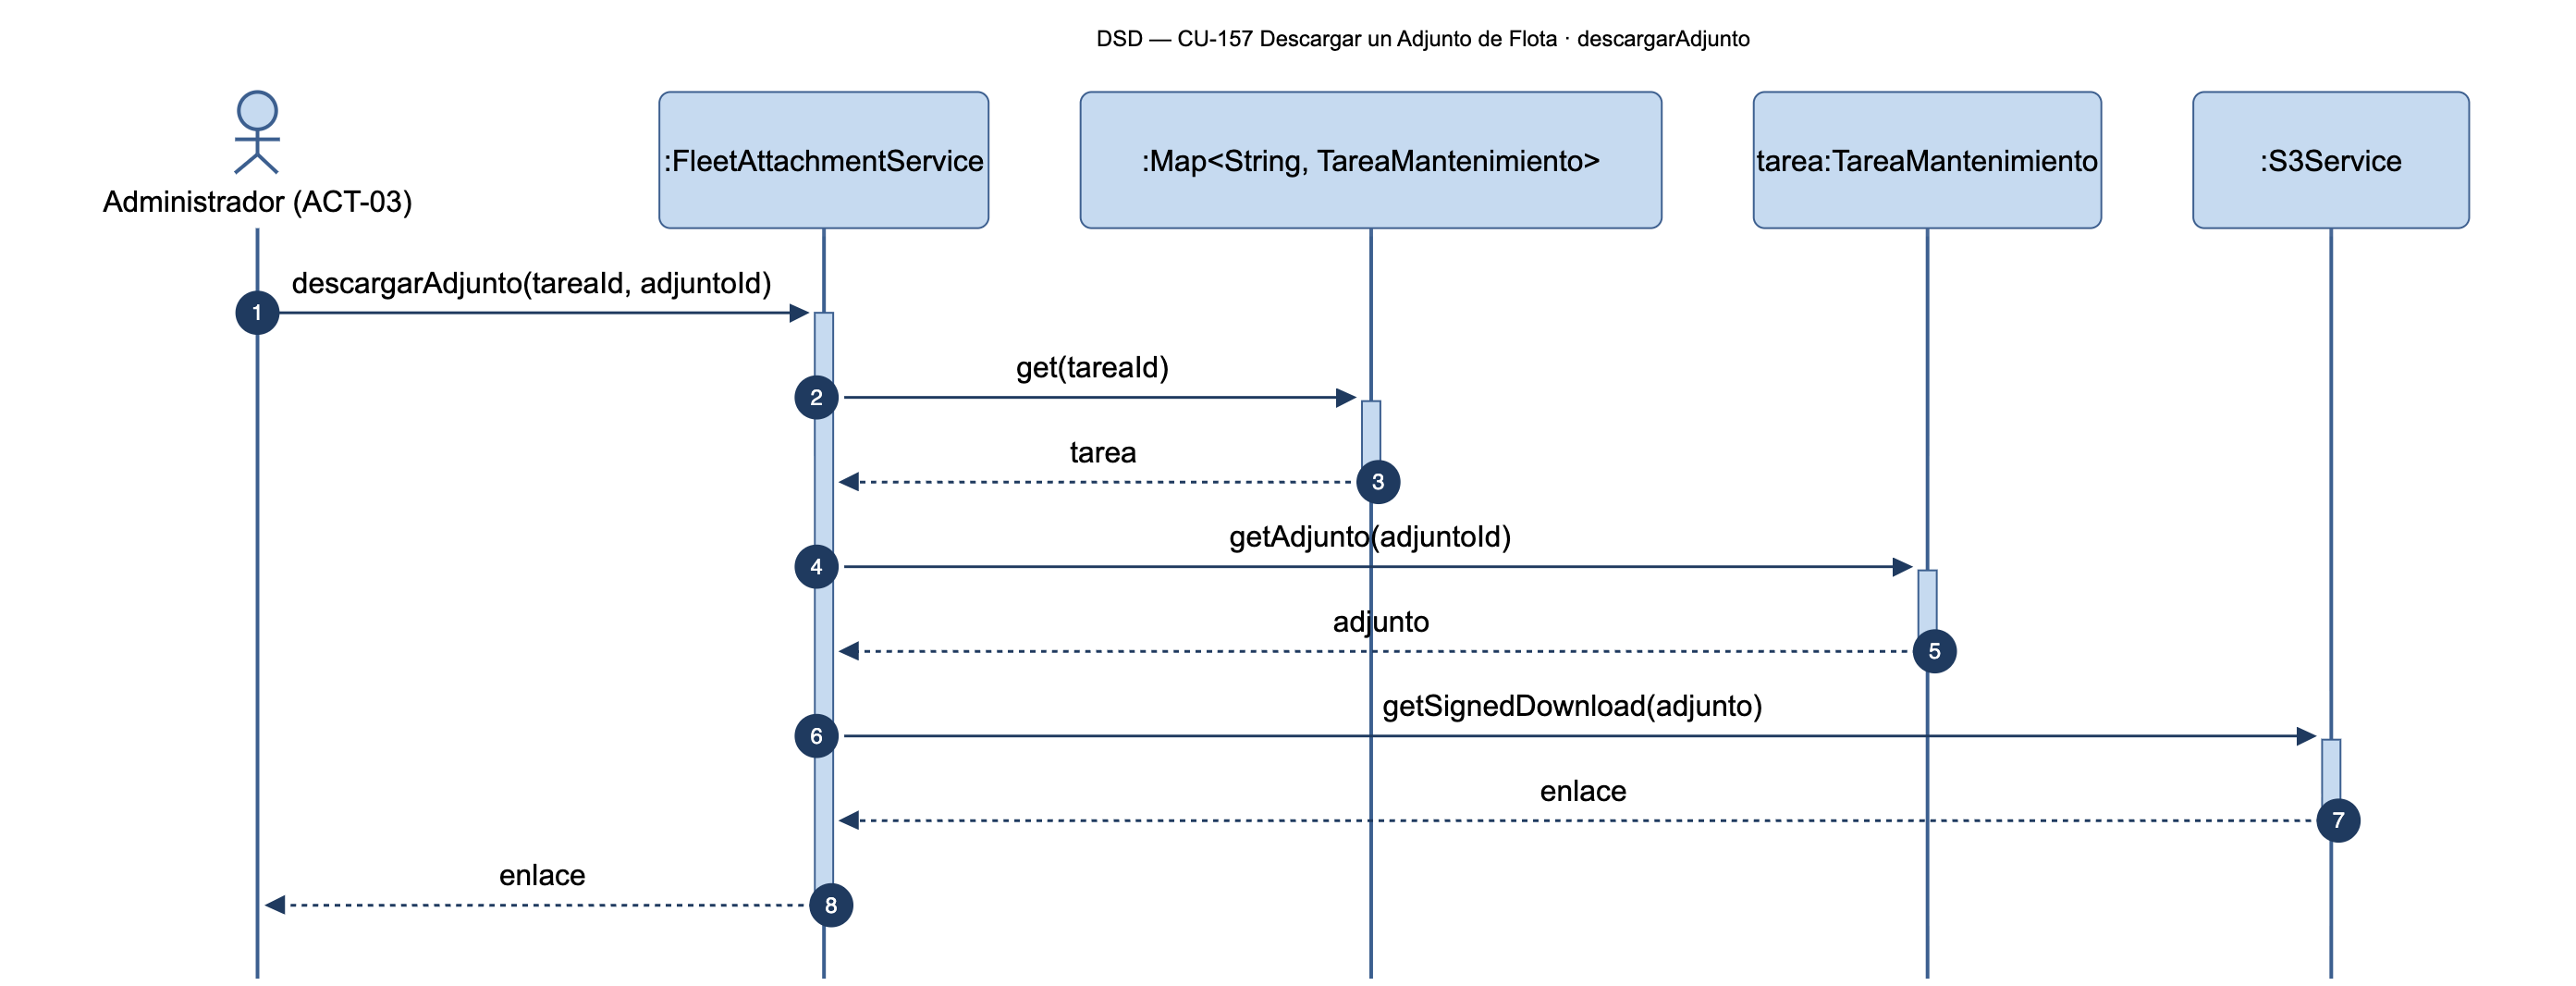 DSD — CU-157 Descargar un Adjunto de Flota · descargarAdjunto
Administrador (ACT-03)
:FleetAttachmentService
:Map<String, TareaMantenimiento>
tarea:TareaMantenimiento
:S3Service
descargarAdjunto(tareaId, adjuntoId)
1
get(tareaId)
2
tarea
3
getAdjunto(adjuntoId)
4
adjunto
5
getSignedDownload(adjunto)
6
enlace
7
enlace
8